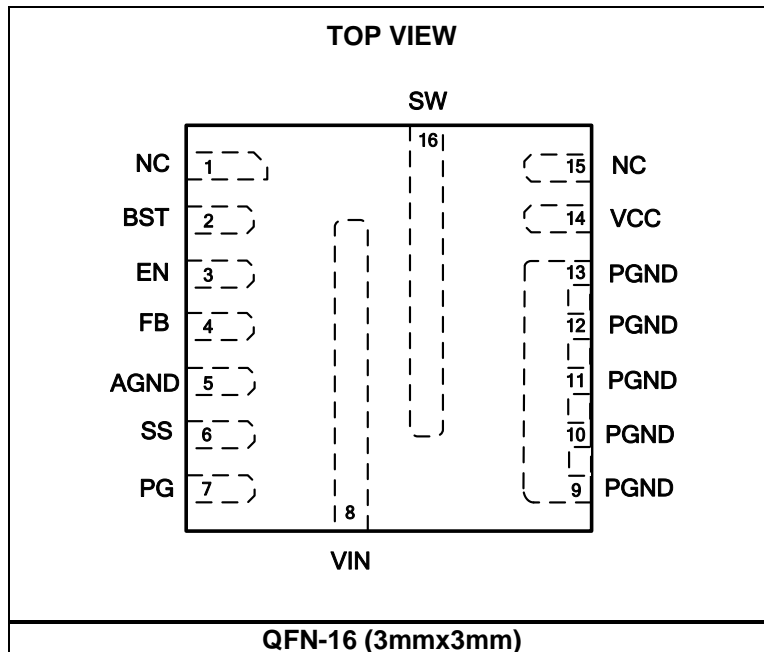 TOP VIEW
SW
16
NC 1 15 NC
BST 2 14 VCC
EN 3 13 PGND
FB 4 12 PGND
AGND 5 11 PGND
SS 6 10 PGND
PG 7 9 PGND
8
VIN
QFN-16 (3mmx3mm)